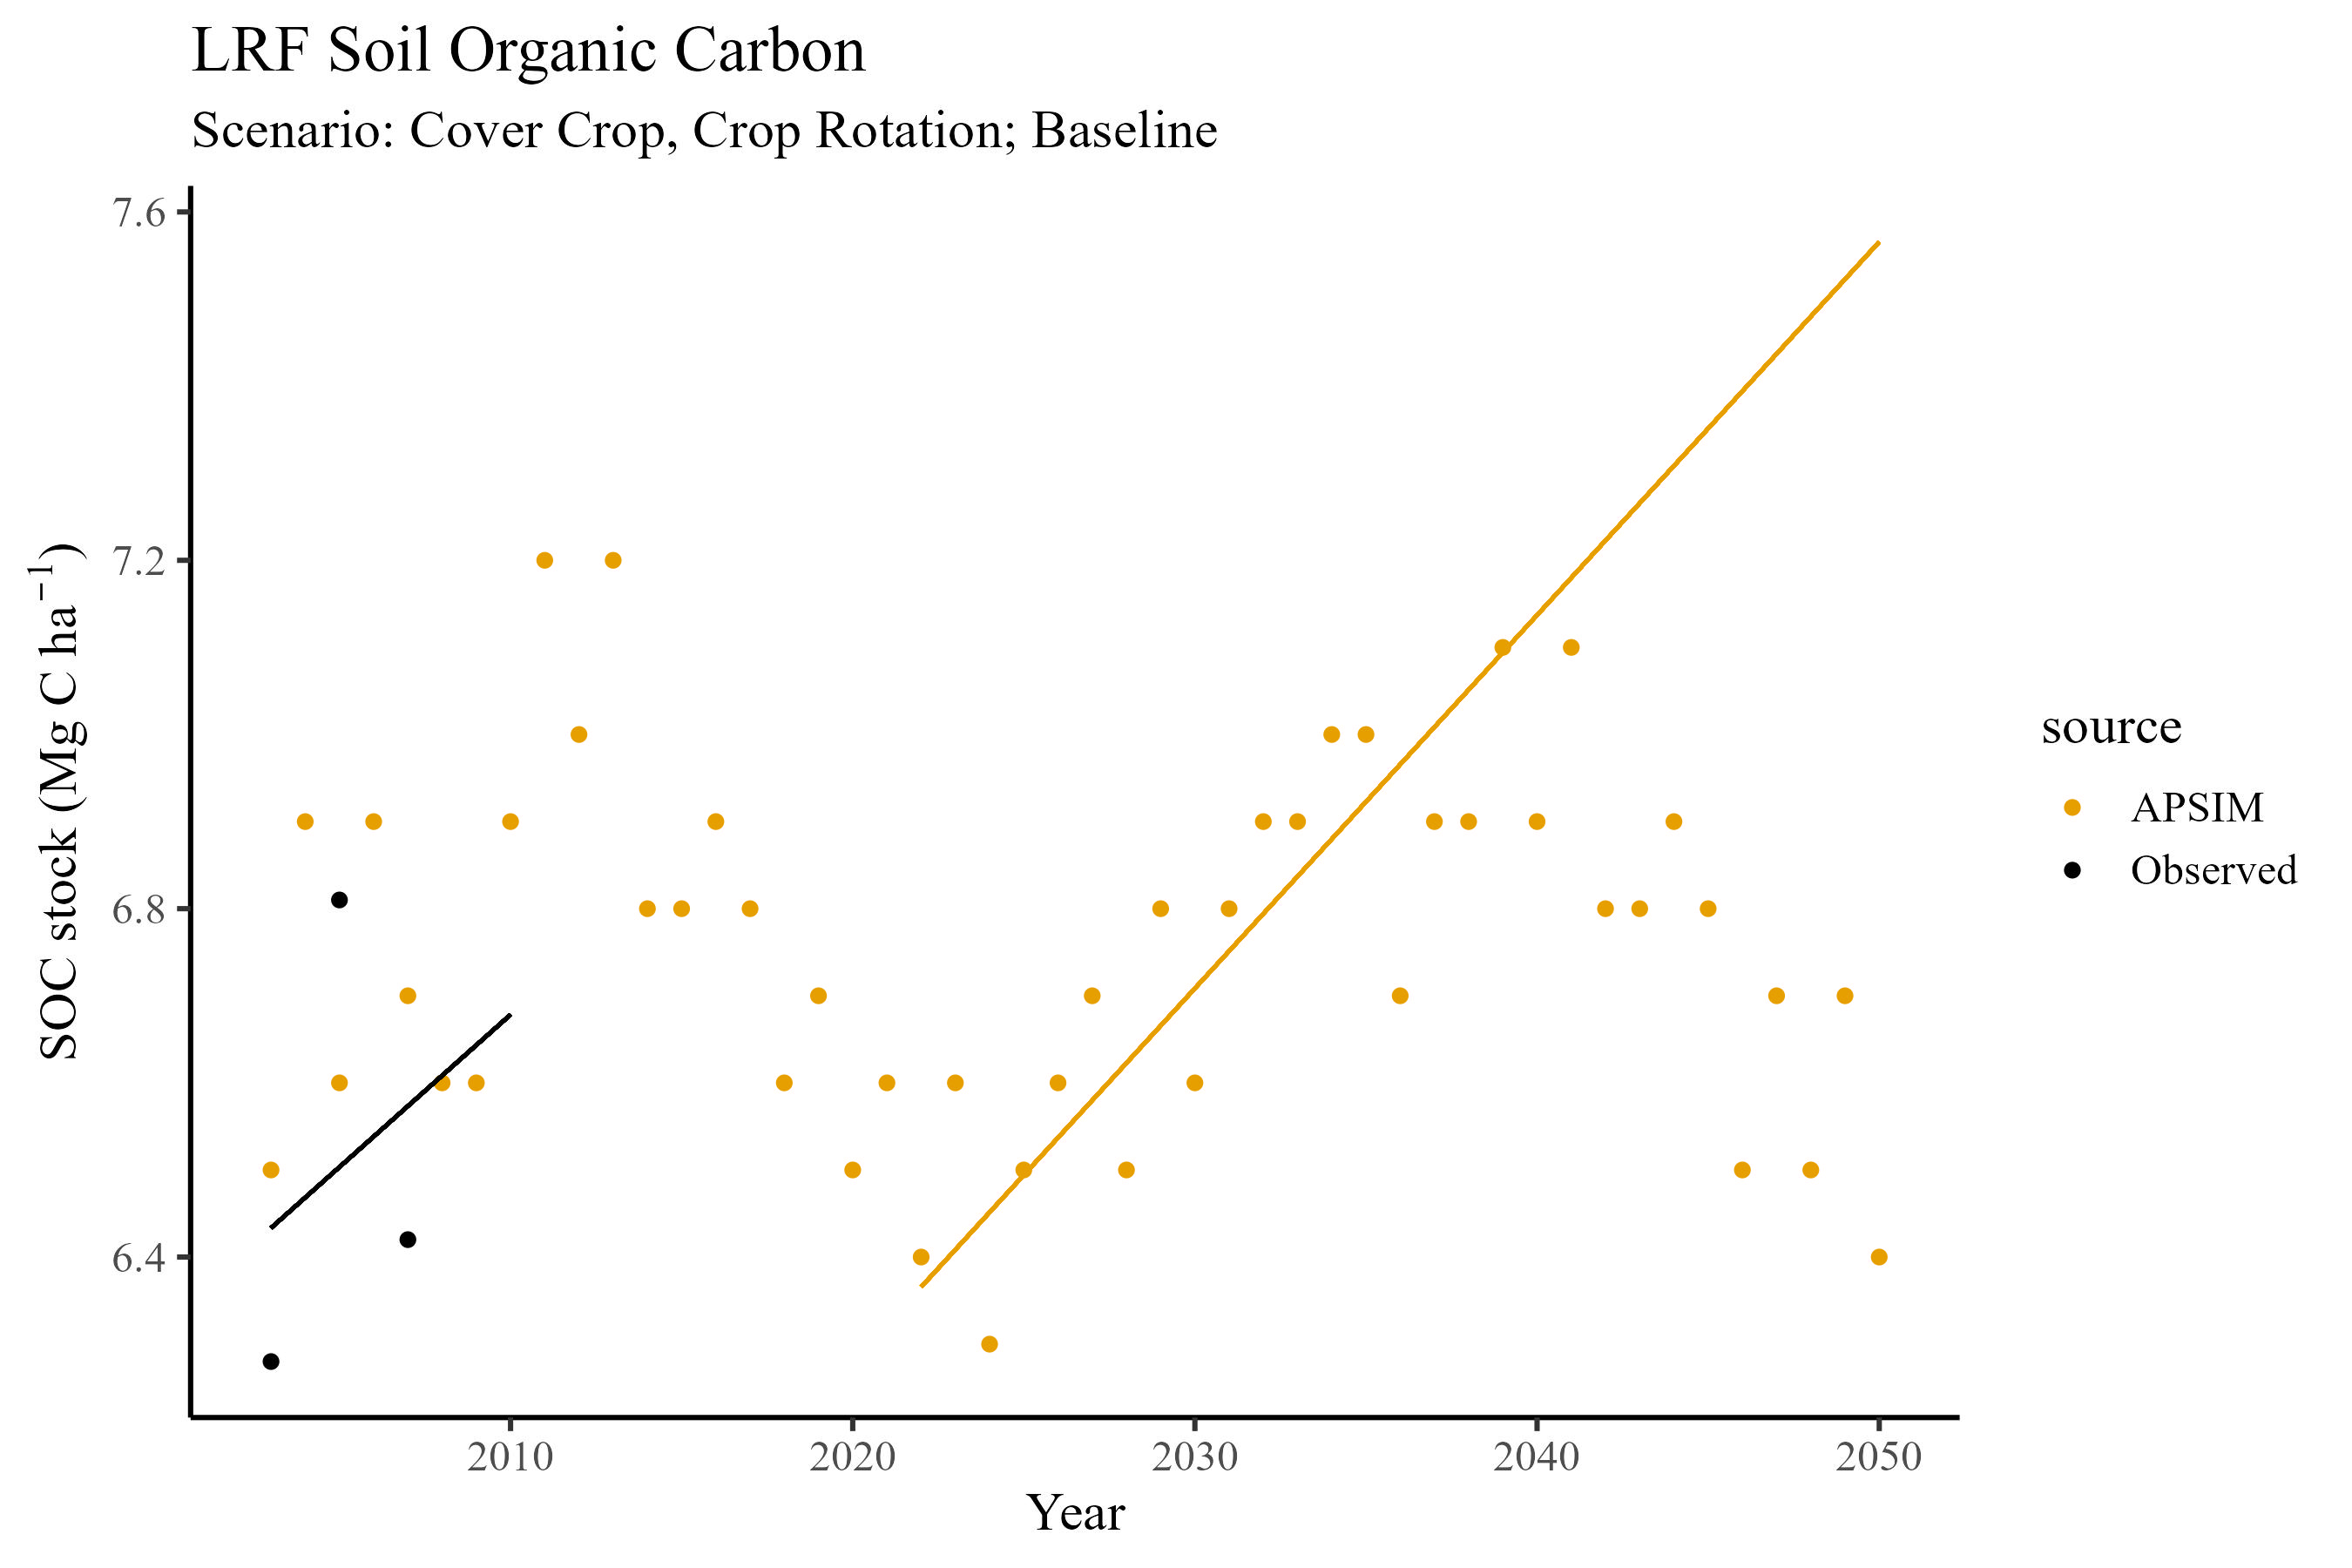 LRF Soil Organic Carbon
Scenario: Cover Crop, Crop Rotation; Baseline
7.6
7.2
6.8
6.4
SOC stock (Mg C ha⁻¹)
2010 2020 2030 2040 2050
Year
source
APSIM
Observed